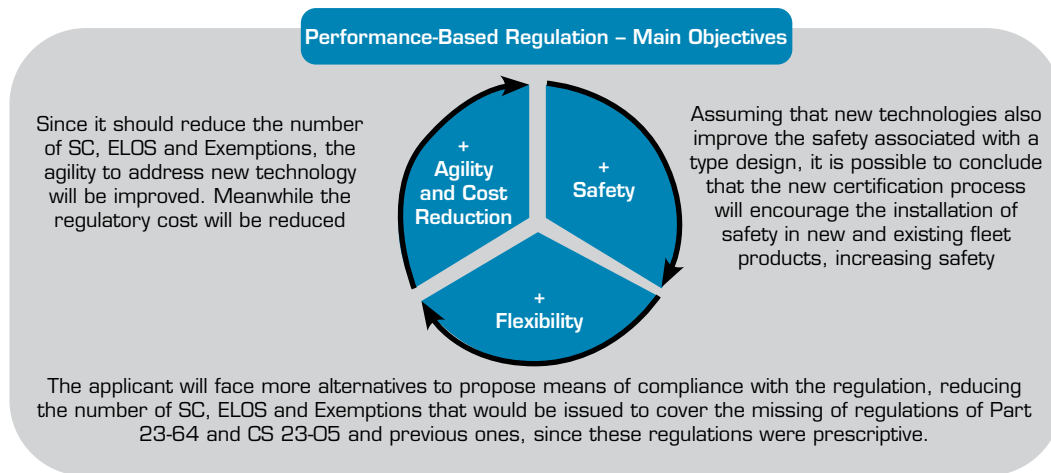 Performance-Based Regulation – Main Objectives
Since it should reduce the number
of SC, ELOS and Exemptions, the
agility to address new technology
will be improved. Meanwhile the
regulatory cost will be reduced
+
Agility
and Cost
Reduction
+
Safety
Assuming that new technologies also
improve the safety associated with a
type design, it is possible to conclude
that the new certification process
will encourage the installation of
safety in new and existing fleet
products, increasing safety
+
Flexibility
The applicant will face more alternatives to propose means of compliance with the regulation, reducing
the number of SC, ELOS and Exemptions that would be issued to cover the missing of regulations of Part
23-64 and CS 23-05 and previous ones, since these regulations were prescriptive.